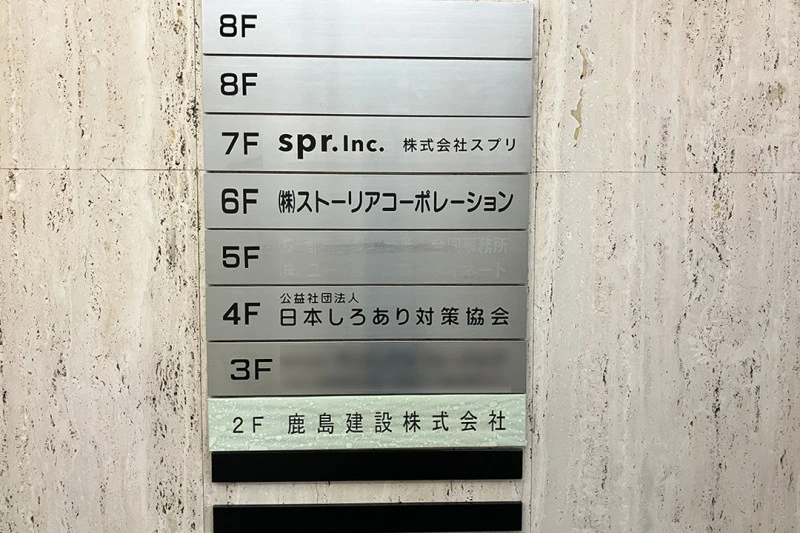 8F
8F
7F spr.Inc. 株式会社スプリ
6F ㈱ストーリアコーポレーション
5F
公益社団法人
4F 日本しろあり対策協会
3F
2F 鹿島建設株式会社